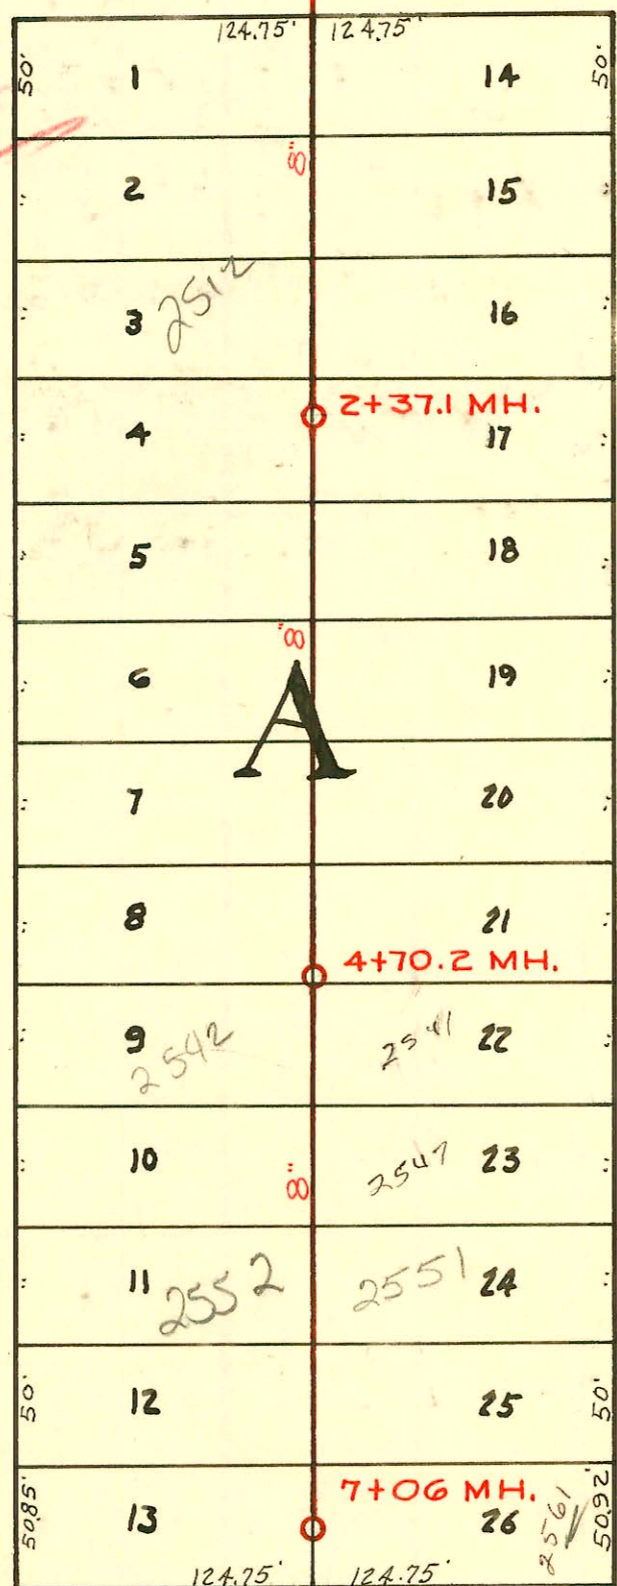 124.75' 124.75'
50' 1 14 50'
8"
" 2 15 "
" 3 2512 16 "
2+37.1 MH.
" 4 17 "
" 5 18 "
8"
" 6 19 "
A
" 7 20 "
" 8 21 "
4+70.2 MH.
" 9 22 "
2542 2541
" 10 2547 23 "
8"
" 11 2552 2551 24 "
50' 12 25 50'
7+06 MH.
50.85' 13 26 2561 50.92'
124.75' 124.75'